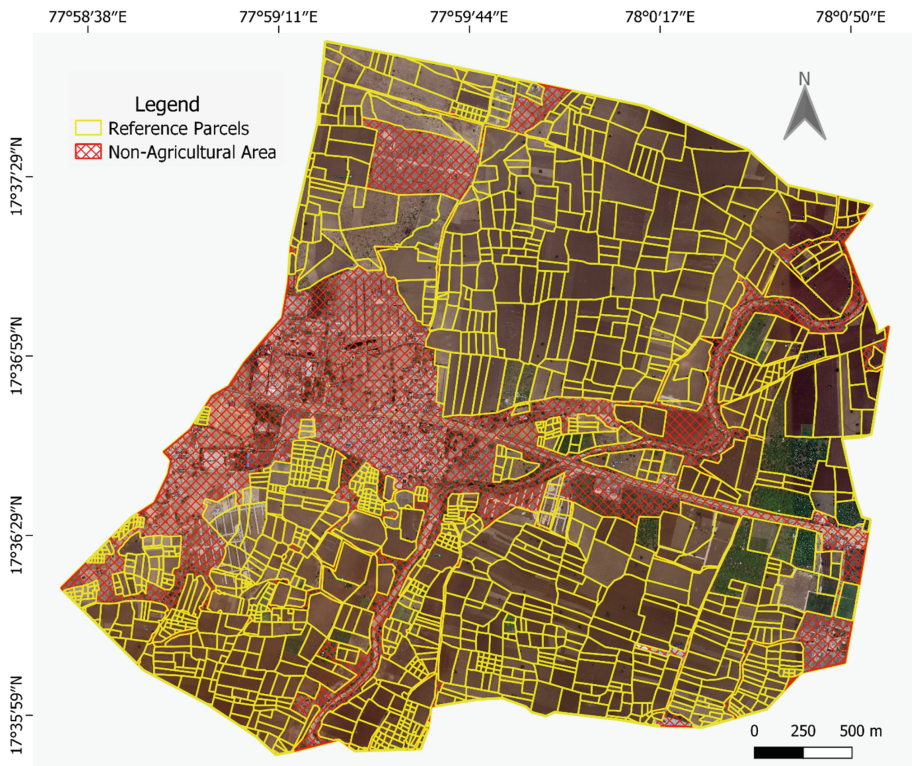 77°58′38″E 77°59′11″E 77°59′44″E 78°0′17″E 78°0′50″E
N
Legend
Reference Parcels
Non-Agricultural Area
17°37′29″N
17°36′59″N
17°36′29″N
17°35′59″N
0 250 500 m